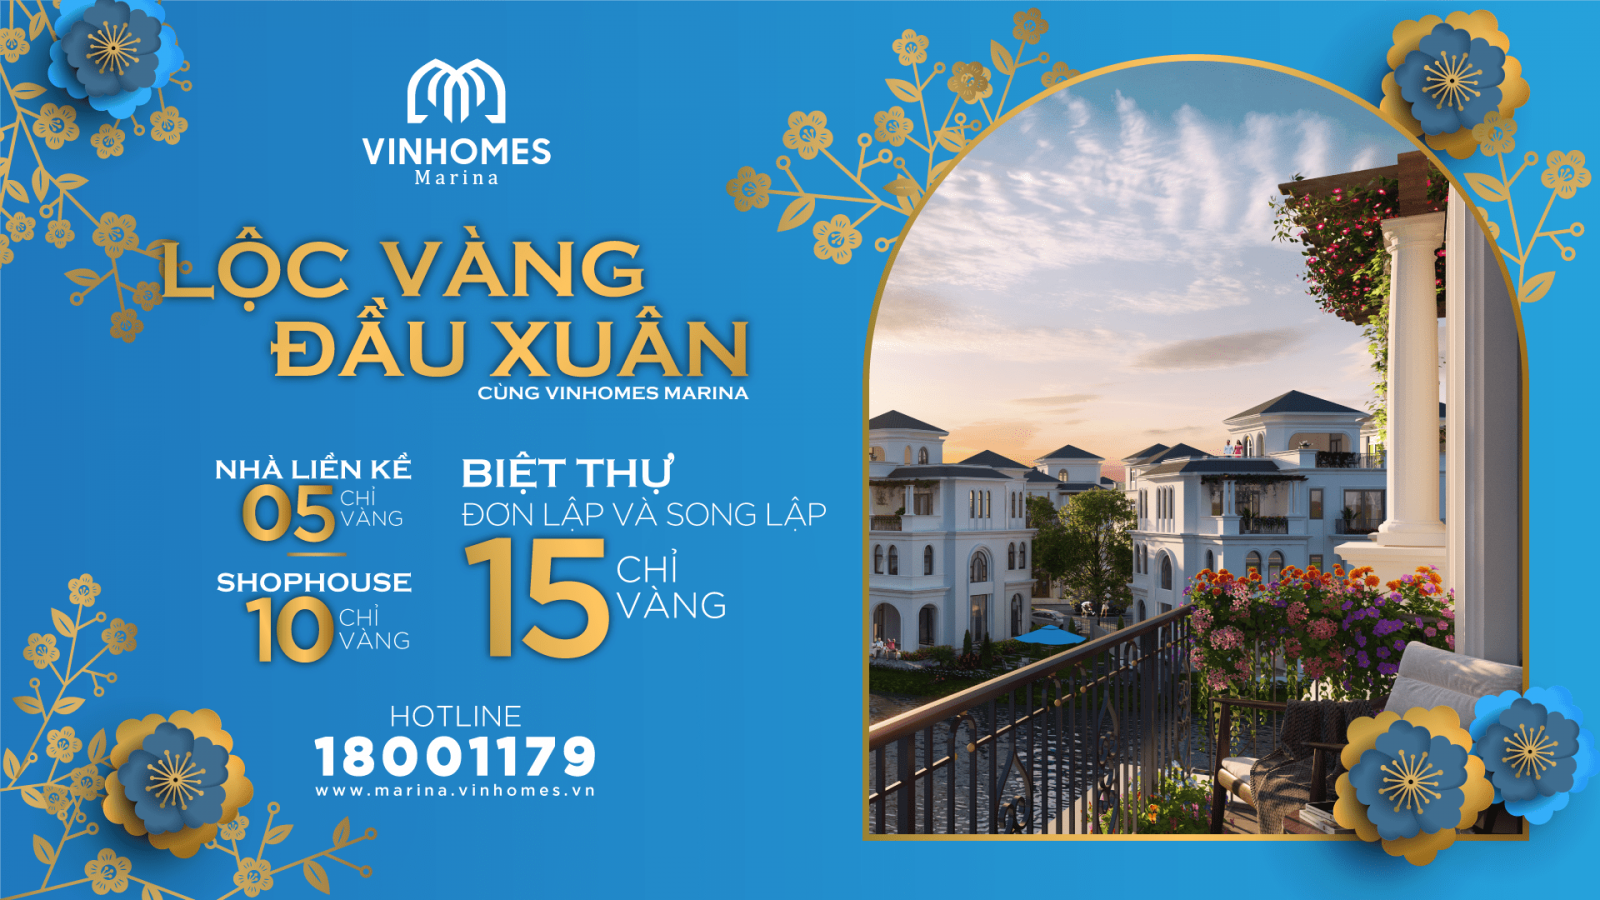 VINHOMES
Marina
LỘC VÀNG
ĐẦU XUÂN
CÙNG VINHOMES MARINA
NHÀ LIỀN KỀ
05 CHỈ
VÀNG
SHOPHOUSE
10 CHỈ
VÀNG
BIỆT THỰ
ĐƠN LẬP VÀ SONG LẬP
15 CHỈ
VÀNG
HOTLINE
18001179
www.marina.vinhomes.vn